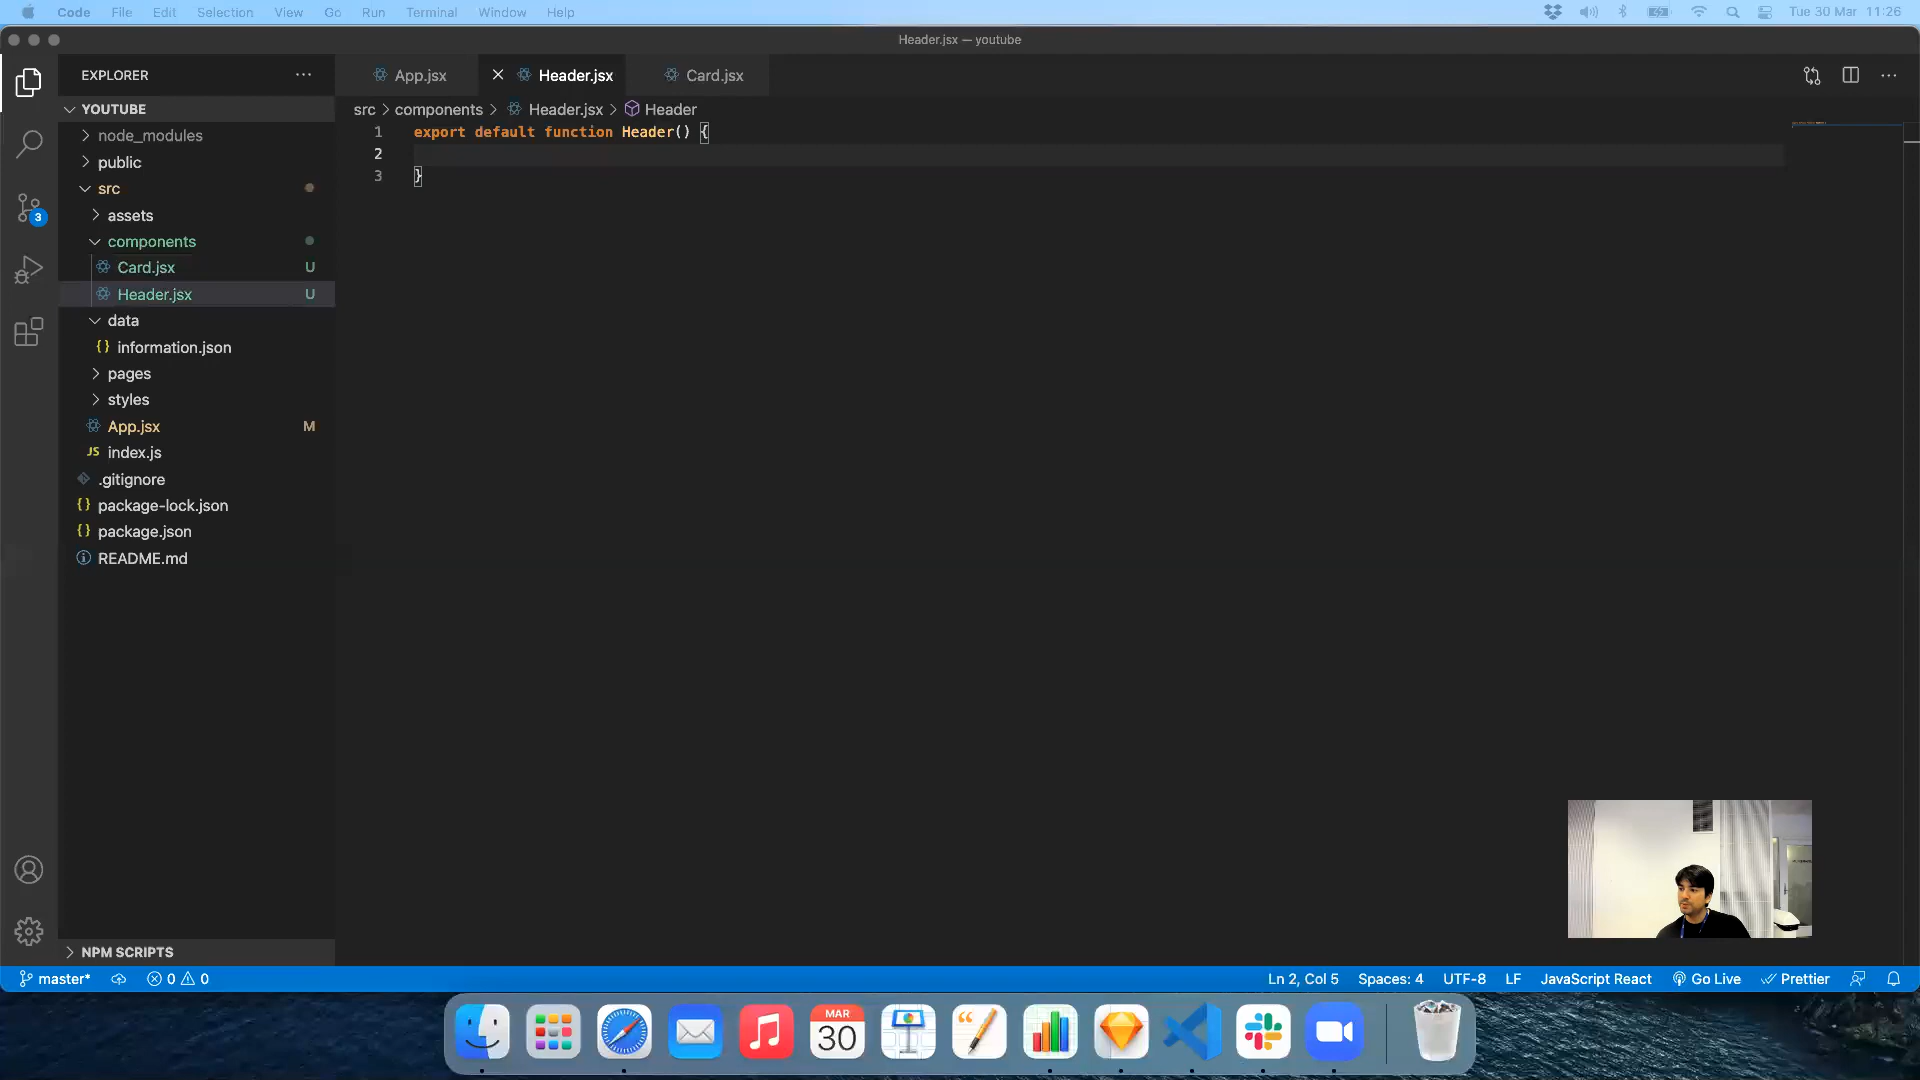 Code File Edit Selection View Go Run Terminal Window Help Tue 30 Mar 11:26
Header.jsx — youtube
EXPLORER
App.jsx
Header.jsx
Card.jsx
YOUTUBE
src > components > Header.jsx > Header
node_modules
public
src
assets
components
Card.jsx U
Header.jsx U
data
information.json
pages
styles
App.jsx M
JS index.js
.gitignore
package-lock.json
package.json
README.md
3
1 export default function Header() {
2
3 }
NPM SCRIPTS
master* 0 0 Ln 2, Col 5 Spaces: 4 UTF-8 LF JavaScript React Go Live Prettier
MAR
30